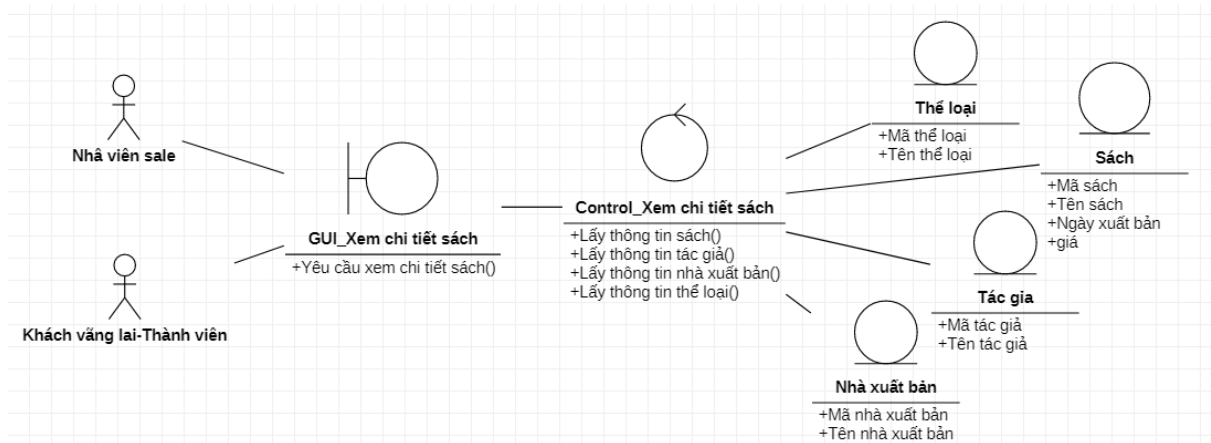 Nhâ viên sale
Khách vãng lai-Thành viên
GUI_Xem chi tiết sách
+Yêu cầu xem chi tiết sách()
Control_Xem chi tiết sách
+Lấy thông tin sách()
+Lấy thông tin tác giả()
+Lấy thông tin nhà xuất bản()
+Lấy thông tin thể loại()
Thể loại
+Mã thể loại
+Tên thể loại
Sách
+Mã sách
+Tên sách
+Ngày xuất bản
+giá
Tác gia
+Mã tác giả
+Tên tác giả
Nhà xuất bản
+Mã nhà xuất bản
+Tên nhà xuất bản